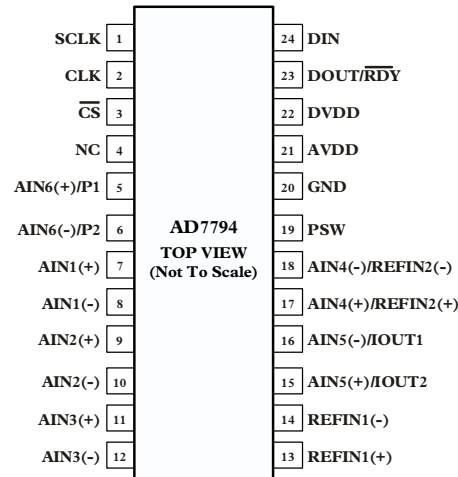 SCLK 1 24 DIN
CLK 2 23 DOUT/RDY
CS 3 22 DVDD
NC 4 21 AVDD
AIN6(+)/P1 5 20 GND
AIN6(-)/P2 6 19 PSW
AD7794
TOP VIEW
(Not To Scale)
AIN1(+) 7 18 AIN4(-)/REFIN2(-)
AIN1(-) 8 17 AIN4(+)/REFIN2(+)
AIN2(+) 9 16 AIN5(-)/IOUT1
AIN2(-) 10 15 AIN5(+)/IOUT2
AIN3(+) 11 14 REFIN1(-)
AIN3(-) 12 13 REFIN1(+)